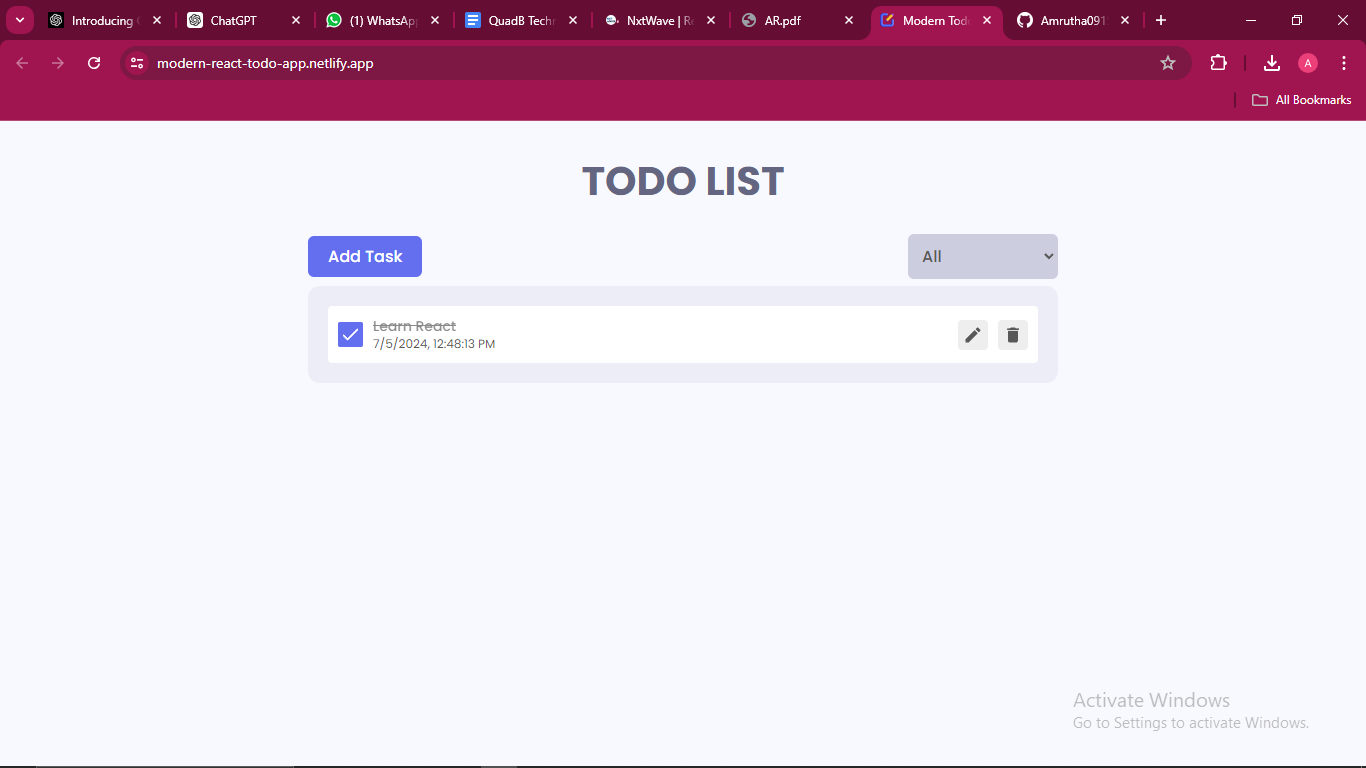 Introducing
ChatGPT
(1) WhatsApp
QuadB Techn
NxtWave | Re
AR.pdf
Modern Tod
Amrutha091
modern-react-todo-app.netlify.app
A
All Bookmarks
TODO LIST
Add Task
All
Learn React
7/5/2024, 12:48:13 PM
Activate Windows
Go to Settings to activate Windows.